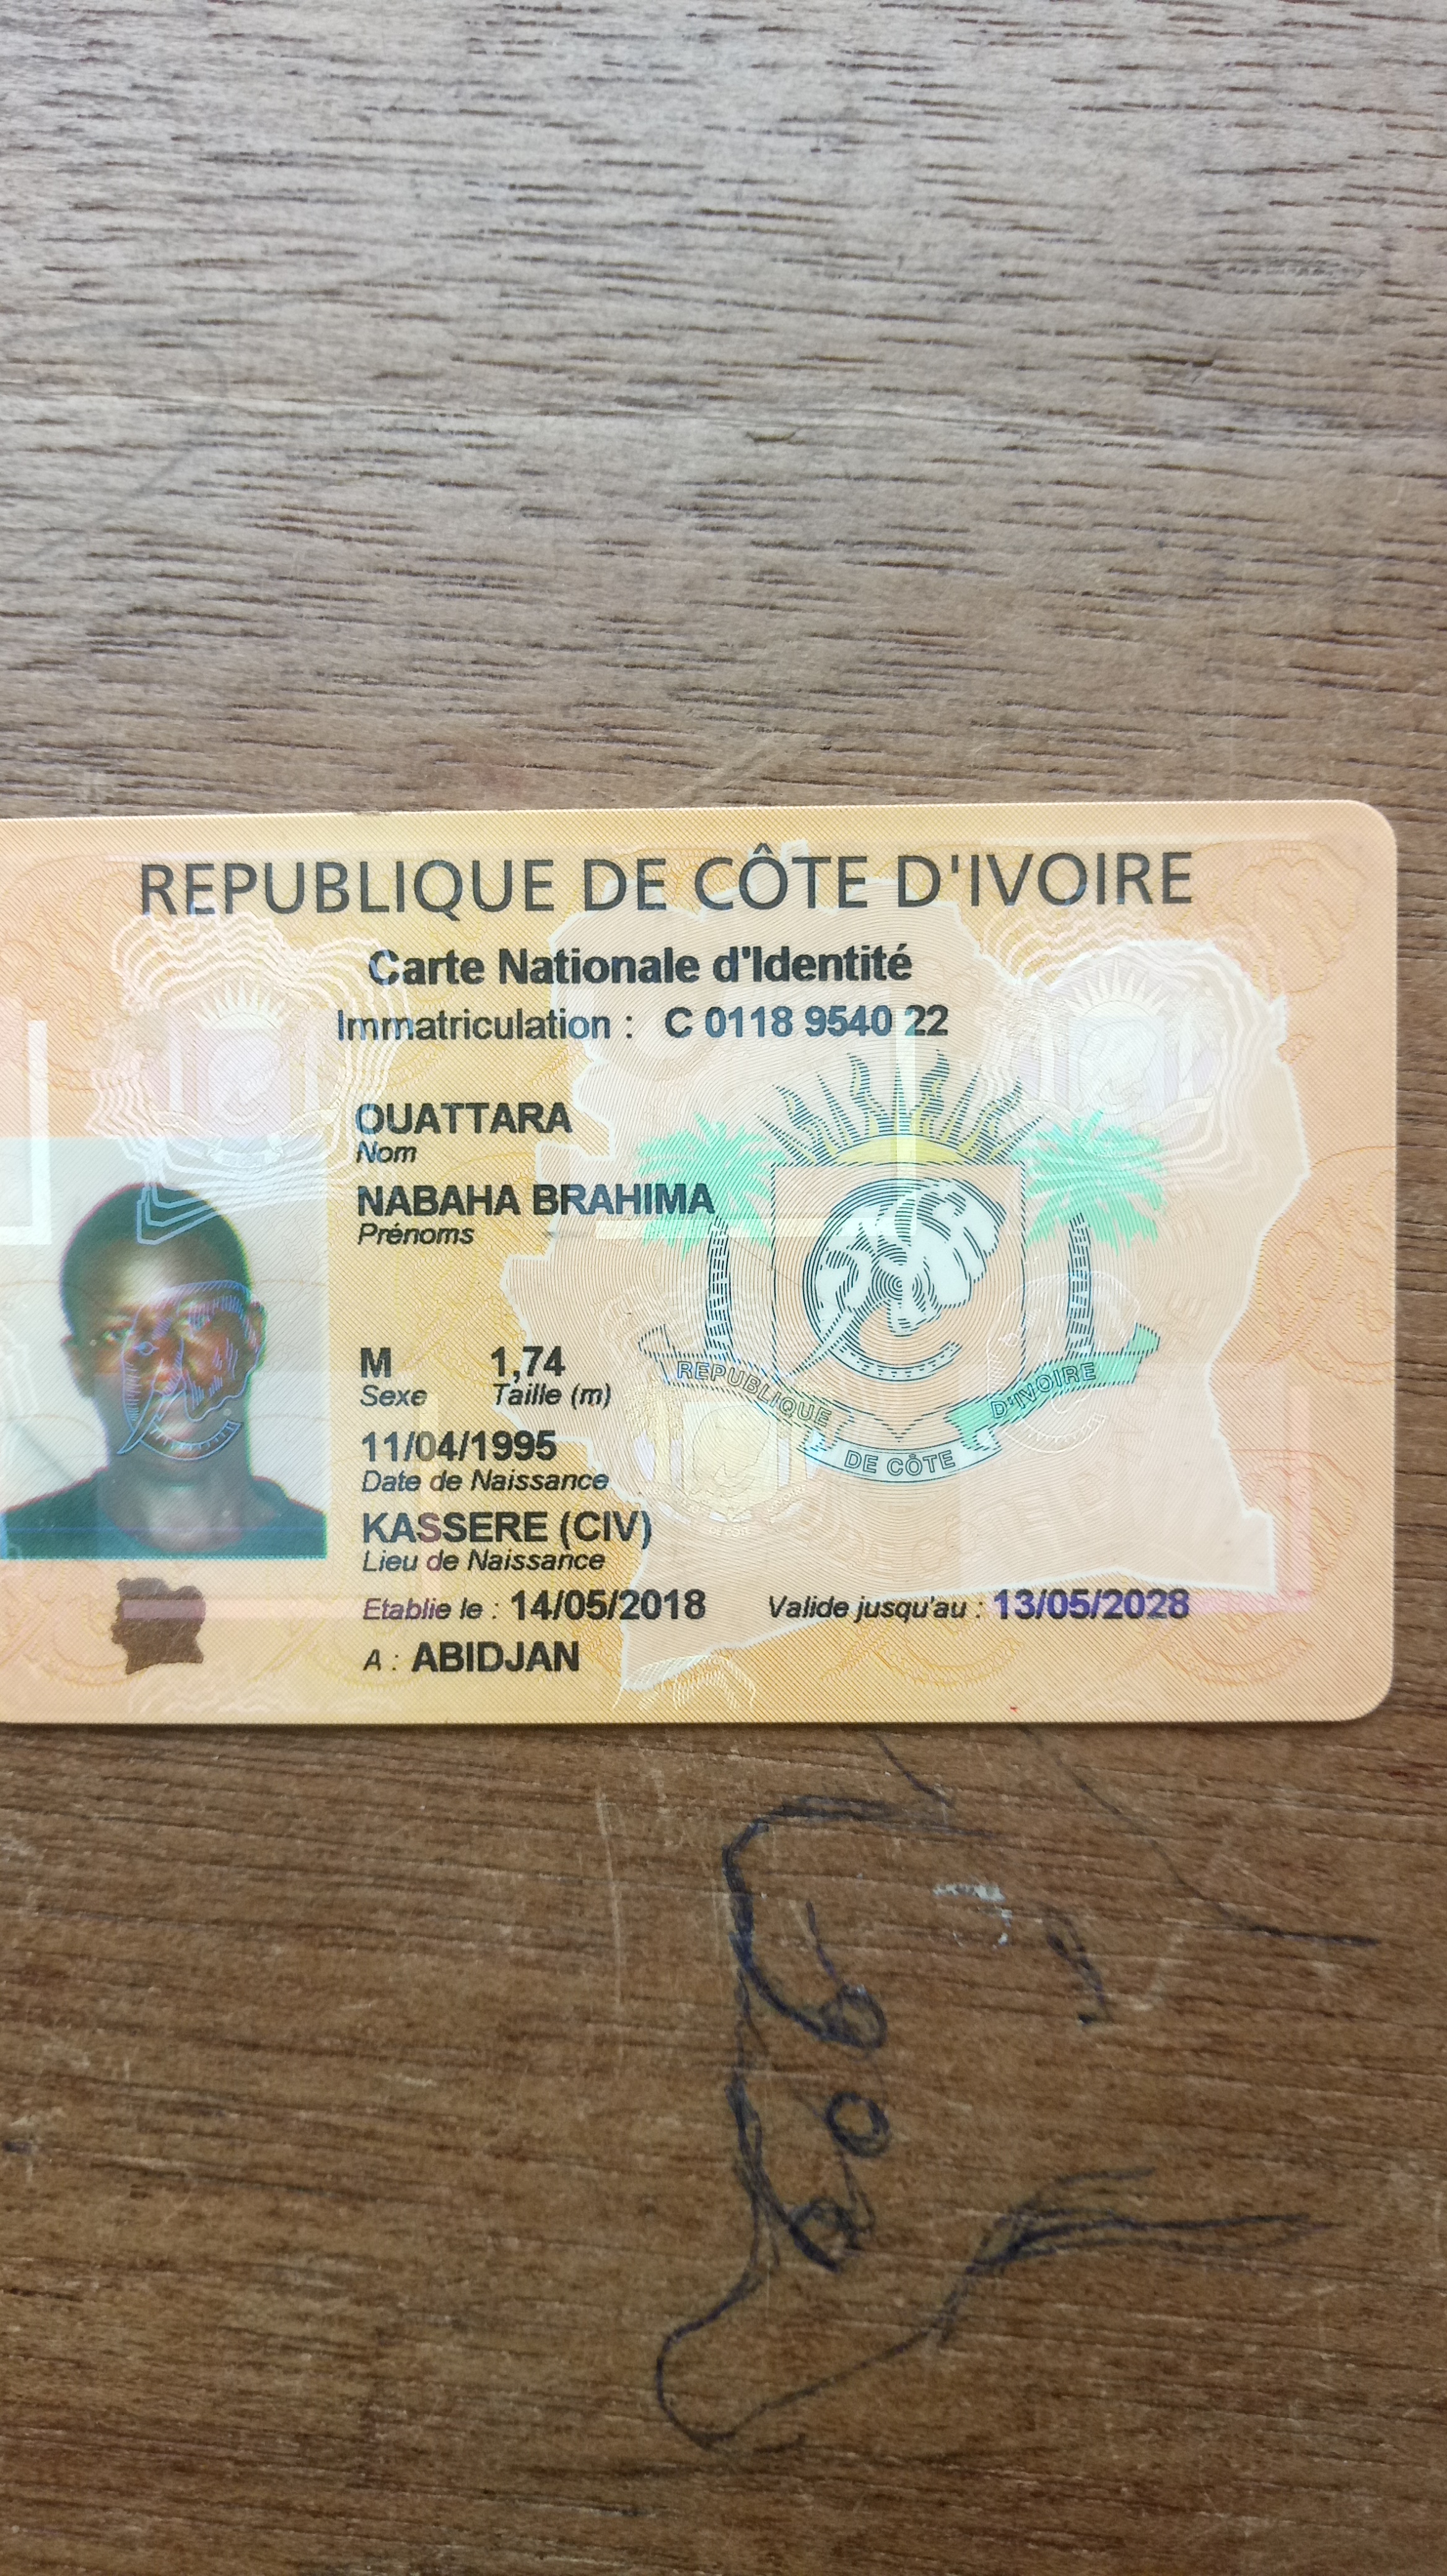 REPUBLIQUE DE CÔTE D'IVOIRE
Carte Nationale d'Identité
Immatriculation : C 0118 9540 22
OUATTARA
Nom
NABAHA BRAHIMA
Prénoms
M 1,74
Sexe Taille (m)
REPUBLIQUE DE CÔTE D'IVOIRE
11/04/1995
Date de Naissance
KASSERE (CIV)
Lieu de Naissance
Etablie le : 14/05/2018 Valide jusqu'au : 13/05/2028
A : ABIDJAN